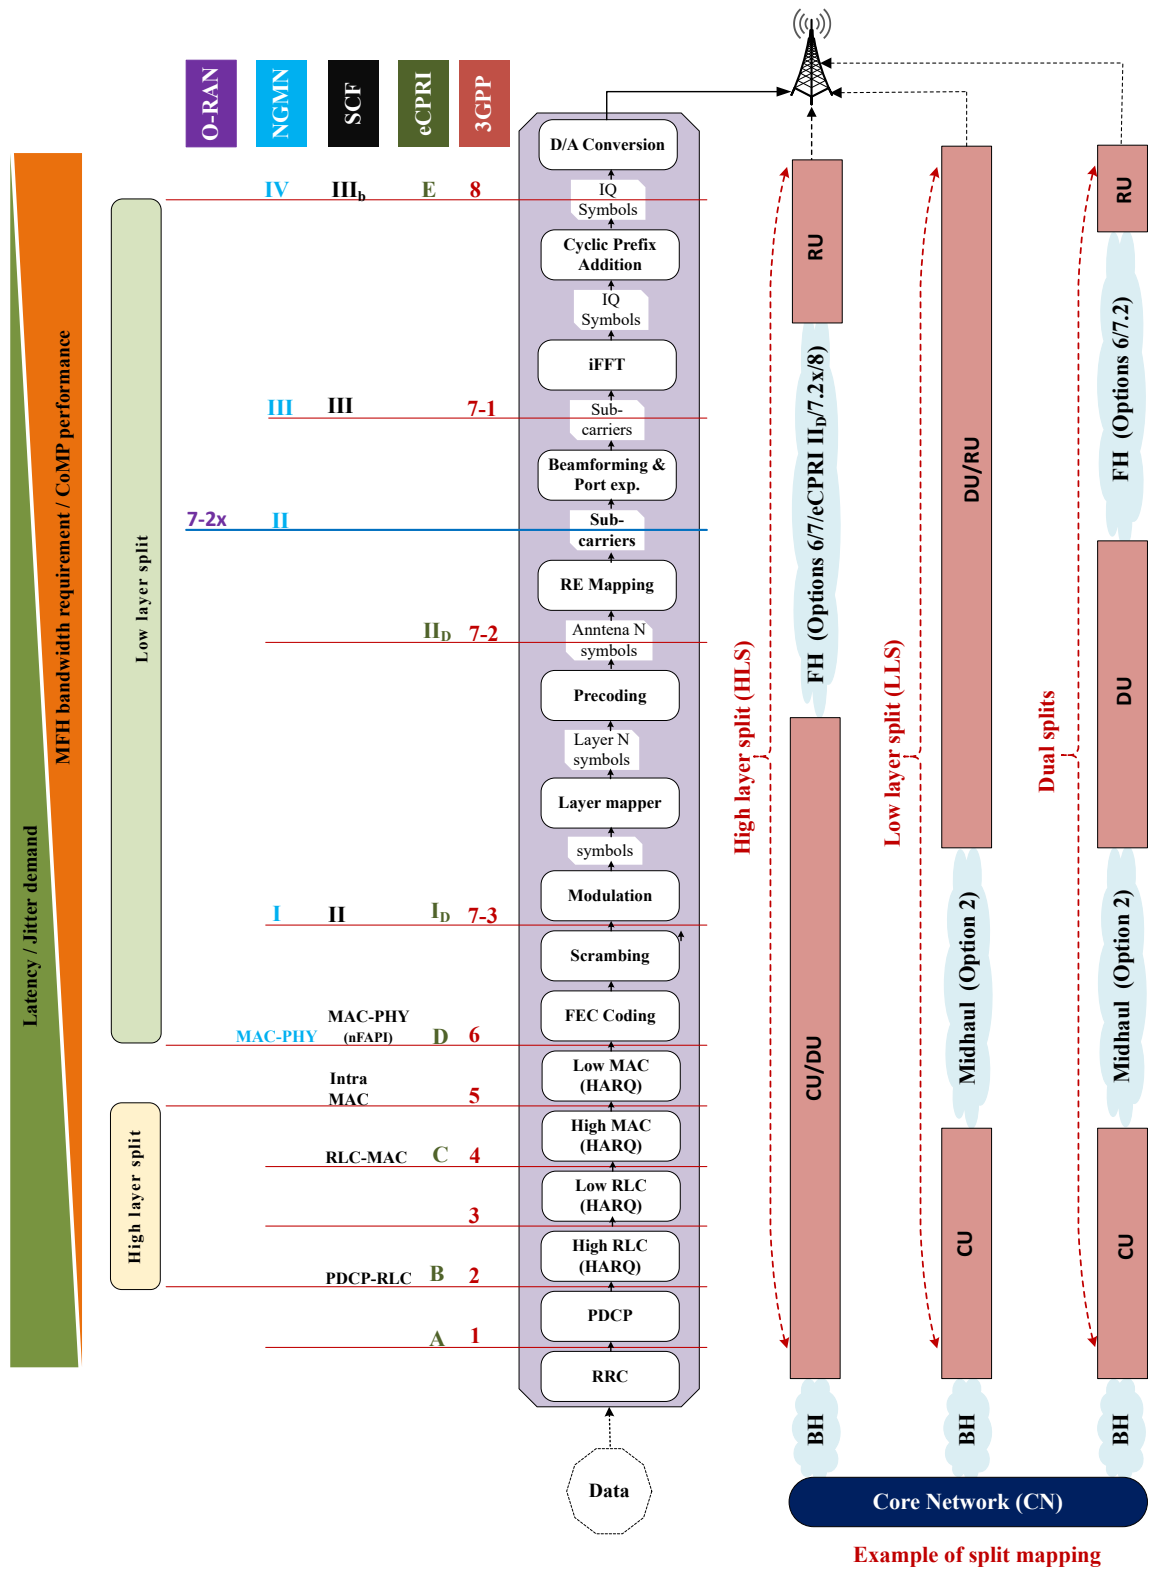 O-RAN
NGMN
SCF
eCPRI
3GPP
D/A Conversion
IV
III_b
E
8
IQ
Symbols
Cyclic Prefix
Addition
IQ
Symbols
iFFT
III
III
7-1
Sub-
carriers
Beamforming &
Port exp.
7-2x
II
Sub-
carriers
RE Mapping
II_D
7-2
Anntena N
symbols
Precoding
Layer N
symbols
Layer mapper
symbols
Modulation
I
II
I_D
7-3
Scrambing
FEC Coding
MAC-PHY
MAC-PHY
(nFAPI)
D
6
Low MAC
(HARQ)
Intra
MAC
5
High MAC
(HARQ)
RLC-MAC
C
4
Low RLC
(HARQ)
3
High RLC
(HARQ)
PDCP-RLC
B
2
PDCP
A
1
RRC
Data
Latency / Jitter demand
MFH bandwidth requirement / CoMP performance
Low layer split
High layer split
RU
FH (Options 6/7/eCPRI II_D/7.2x/8)
CU/DU
BH
High layer split (HLS)
DU/RU
Midhaul (Option 2)
CU
BH
Low layer split (LLS)
RU
FH (Options 6/7.2)
DU
Midhaul (Option 2)
CU
BH
Dual splits
Core Network (CN)
Example of split mapping